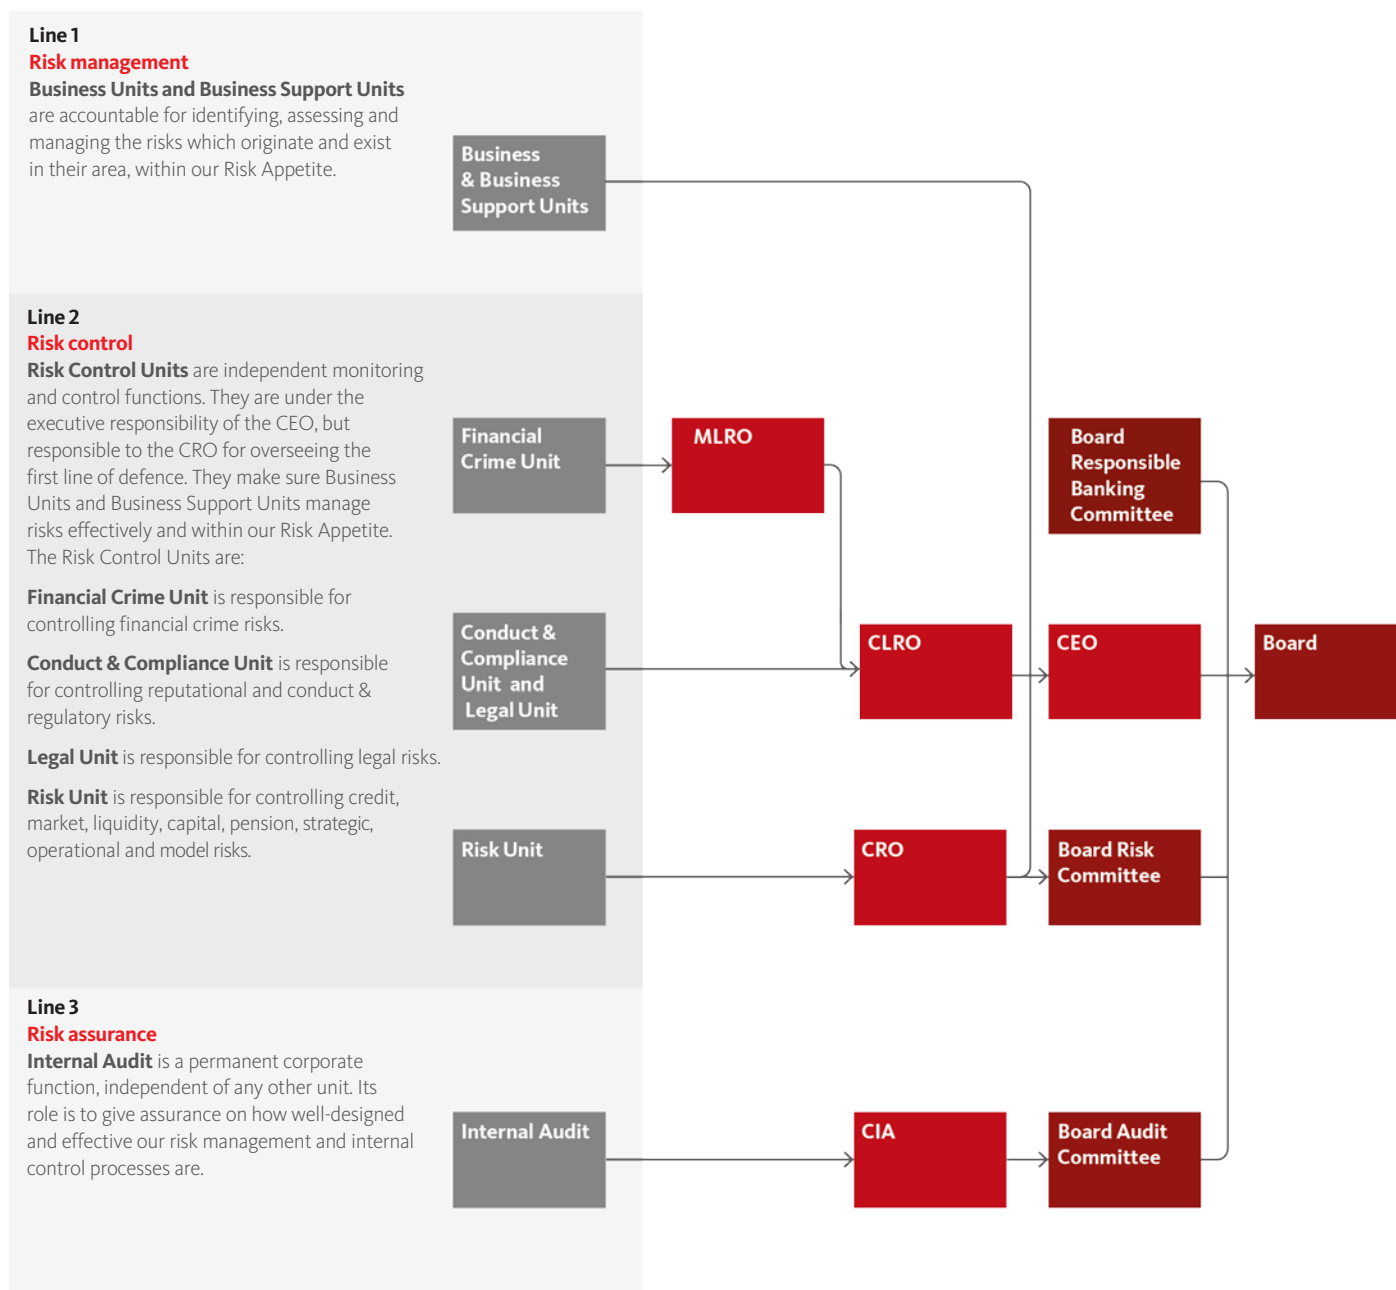 Line 1
Risk management
Business Units and Business Support Units
are accountable for identifying, assessing and
managing the risks which originate and exist
in their area, within our Risk Appetite.
Business
& Business
Support Units
Line 2
Risk control
Risk Control Units are independent monitoring
and control functions. They are under the
executive responsibility of the CEO, but
responsible to the CRO for overseeing the
first line of defence. They make sure Business
Units and Business Support Units manage
risks effectively and within our Risk Appetite.
The Risk Control Units are:
Financial Crime Unit is responsible for
controlling financial crime risks.
Conduct & Compliance Unit is responsible
for controlling reputational and conduct &
regulatory risks.
Legal Unit is responsible for controlling legal risks.
Risk Unit is responsible for controlling credit,
market, liquidity, capital, pension, strategic,
operational and model risks.
Financial
Crime Unit
MLRO
Board
Responsible
Banking
Committee
Conduct &
Compliance
Unit and
Legal Unit
CLRO
CEO
Board
Risk Unit
CRO
Board Risk
Committee
Line 3
Risk assurance
Internal Audit is a permanent corporate
function, independent of any other unit. Its
role is to give assurance on how well-designed
and effective our risk management and internal
control processes are.
Internal Audit
CIA
Board Audit
Committee